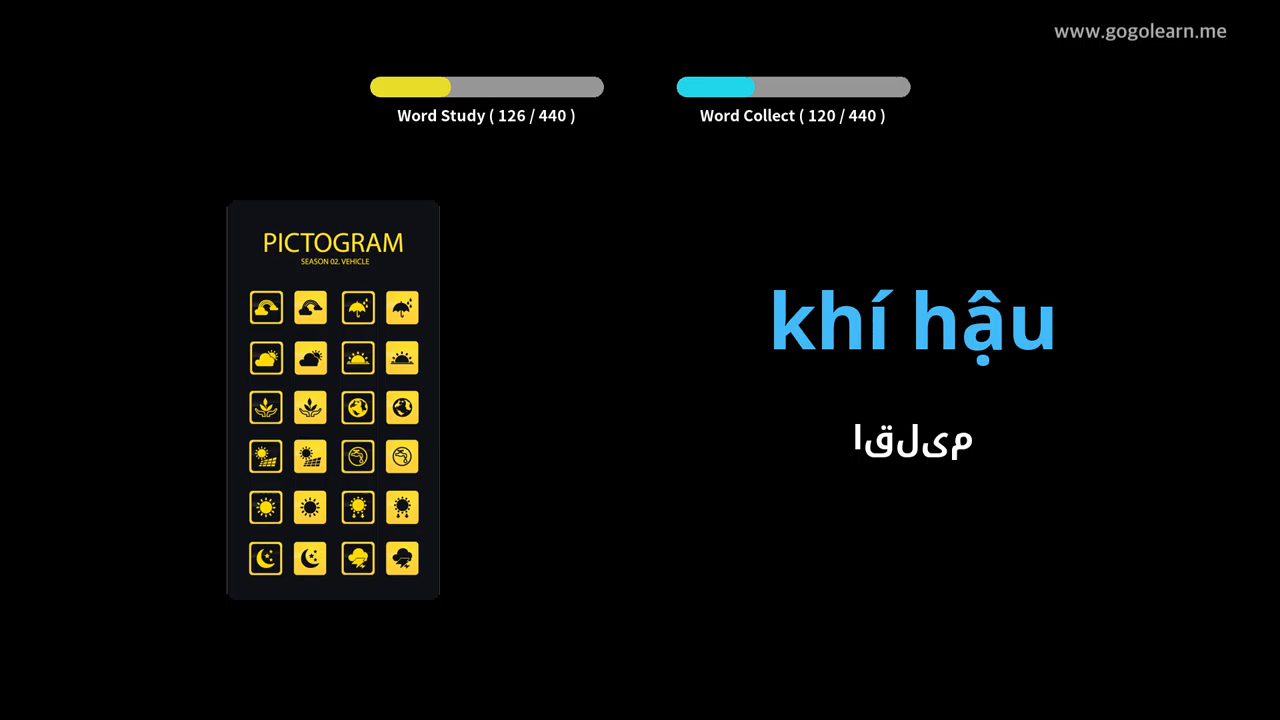 www.gogolearn.me
Word Study ( 126 / 440 )
Word Collect ( 120 / 440 )
PICTOGRAM
SEASON 02. VEHICLE
khí hậu
اقلیم